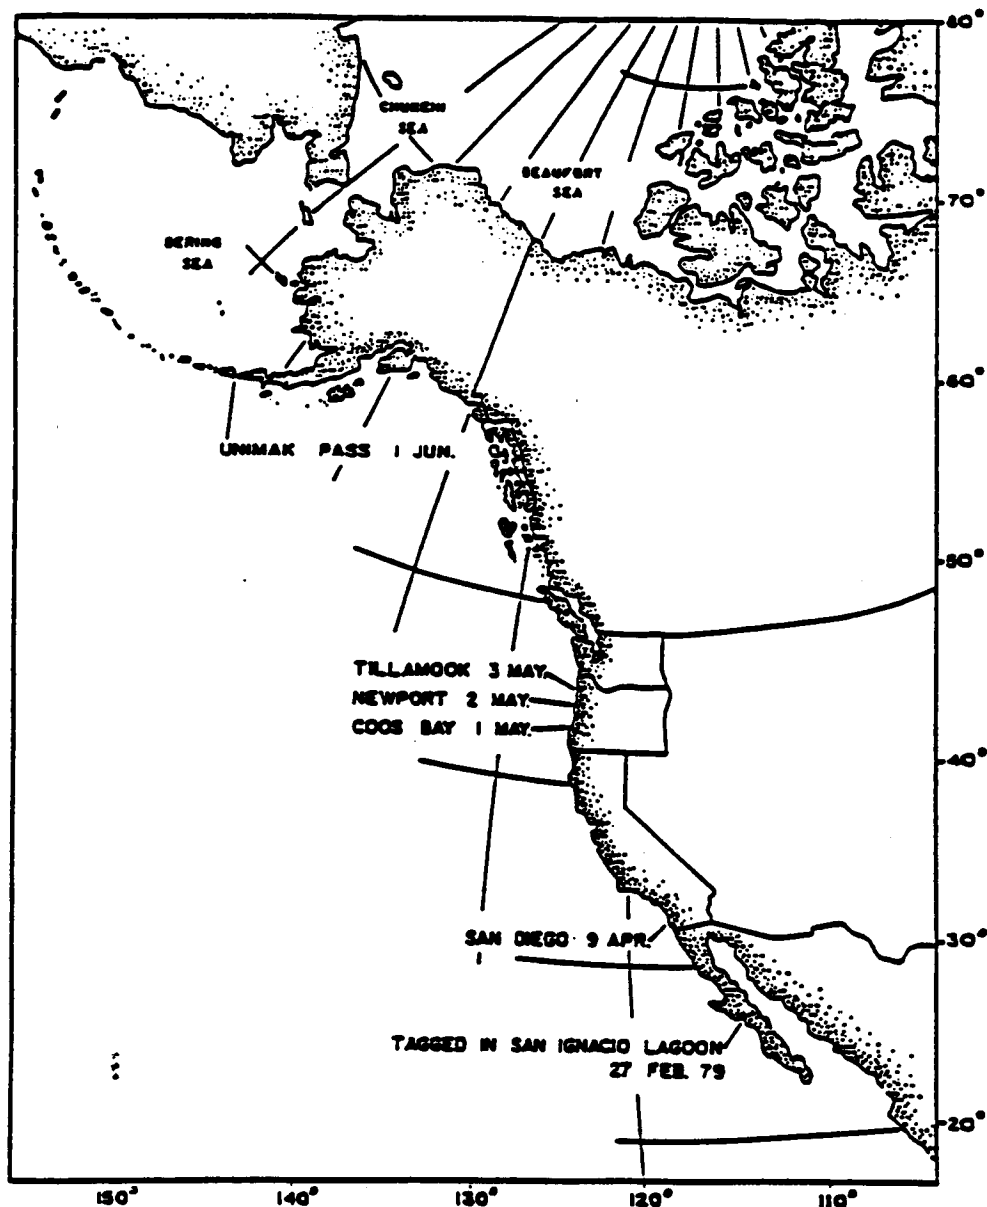 80°
CHUKCHI
SEA
BEAUFORT
SEA
70°
BERING
SEA
60°
UNIMAK PASS 1 JUN.
50°
TILLAMOOK 3 MAY.
NEWPORT 2 MAY.
COOS BAY 1 MAY.
40°
SAN DIEGO 9 APR.
30°
TAGGED IN SAN IGNACIO LAGOON
27 FEB. 79
20°
150° 140° 130° 120° 110°